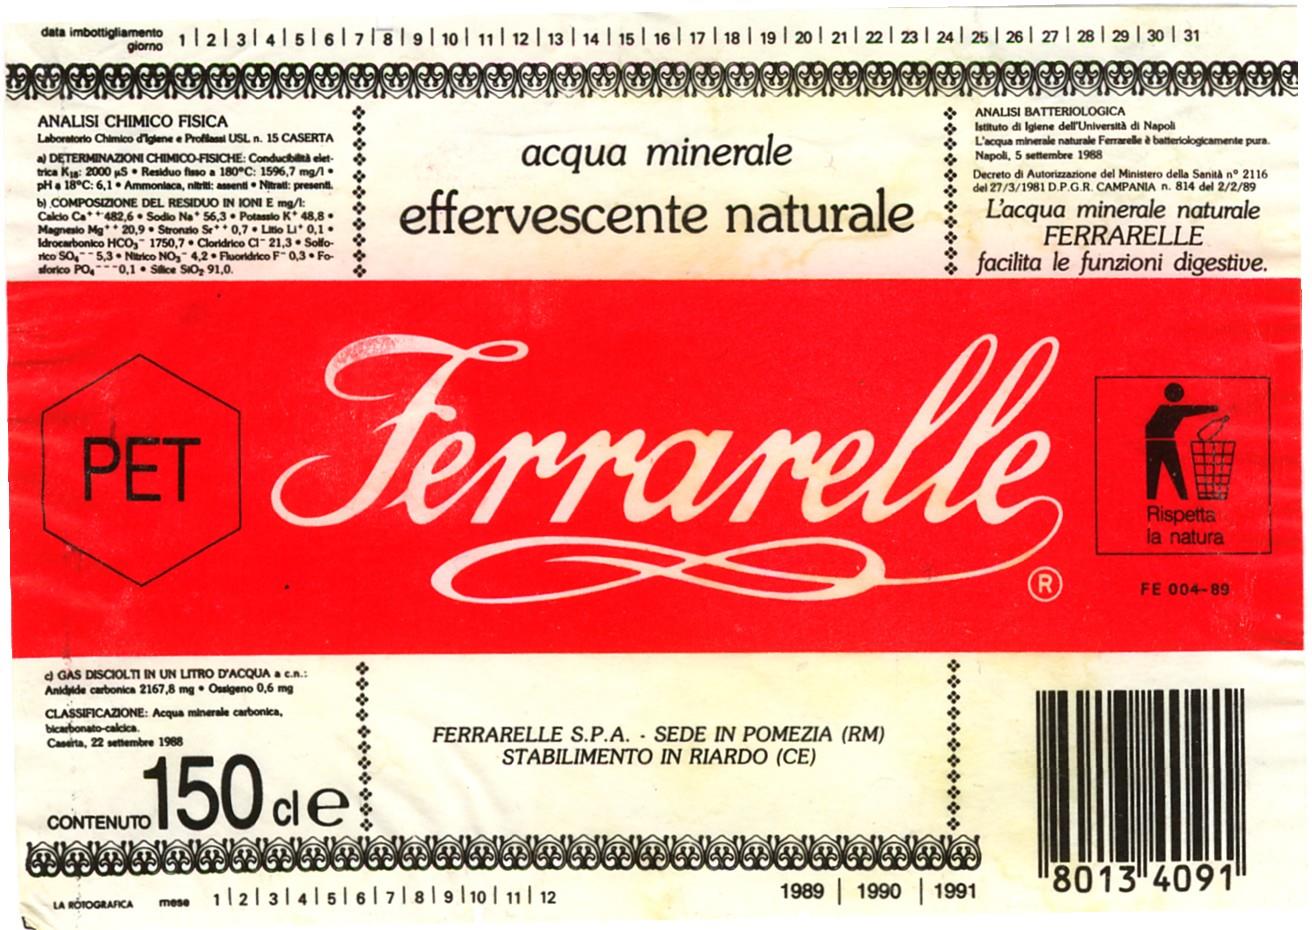 data imbottigliamento
giorno 1 | 2 | 3 | 4 | 5 | 6 | 7 | 8 | 9 | 10 | 11 | 12 | 13 | 14 | 15 | 16 | 17 | 18 | 19 | 20 | 21 | 22 | 23 | 24 | 25 | 26 | 27 | 28 | 29 | 30 | 31
ANALISI CHIMICO FISICA
Laboratorio Chimico d'Igiene e Profilassi USL n. 15 CASERTA
a) DETERMINAZIONI CHIMICO-FISICHE: Conducibilità elet-
trica K18: 2000 µS • Residuo fisso a 180°C: 1596,7 mg/l •
pH a 18°C: 6,1 • Ammoniaca, nitriti: assenti • Nitrati: presenti.
b) COMPOSIZIONE DEL RESIDUO IN IONI E mg/l:
Calcio Ca++ 482,6 • Sodio Na+ 56,3 • Potassio K+ 48,8 •
Magnesio Mg++ 20,9 • Stronzio Sr++ 0,7 • Litio Li+ 0,1 •
Idrocarbonico HCO3- 1750,7 • Cloridrico Cl- 21,3 • Solfo-
rico SO4-- 5,3 • Nitrico NO3- 4,2 • Fluoridrico F- 0,3 • Fo-
sforico PO4--- 0,1 • Silice SiO2 91,0.
acqua minerale
effervescente naturale
ANALISI BATTERIOLOGICA
Istituto di Igiene dell'Università di Napoli
L'acqua minerale naturale Ferrarelle è batteriologicamente pura.
Napoli, 5 settembre 1988
Decreto di Autorizzazione del Ministero della Sanità n° 2116
del 27/3/1981 D.P.G.R. CAMPANIA n. 814 del 2/2/89
L'acqua minerale naturale
FERRARELLE
facilita le funzioni digestive.
PET
Ferrarelle
®
Rispetta
la natura
FE 004-89
c) GAS DISCIOLTI IN UN LITRO D'ACQUA a c.n.:
Anidride carbonica 2167,8 mg • Ossigeno 0,6 mg
CLASSIFICAZIONE: Acqua minerale carbonica,
bicarbonato-calcica.
Caserta, 22 settembre 1988
CONTENUTO 150 cl e
FERRARELLE S.P.A. - SEDE IN POMEZIA (RM)
STABILIMENTO IN RIARDO (CE)
8013 4091
LA ROTOGRAFICA mese 1 | 2 | 3 | 4 | 5 | 6 | 7 | 8 | 9 | 10 | 11 | 12
1989 | 1990 | 1991